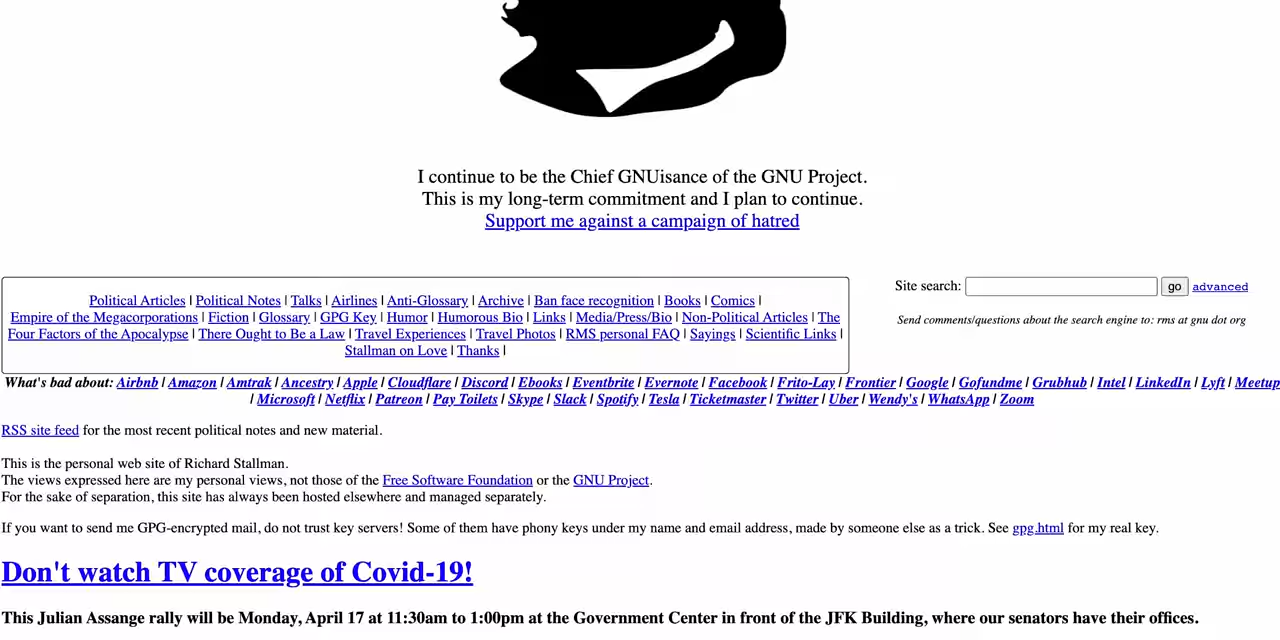 I continue to be the Chief GNUisance of the GNU Project.
This is my long-term commitment and I plan to continue.
Support me against a campaign of hatred
Political Articles | Political Notes | Talks | Airlines | Anti-Glossary | Archive | Ban face recognition | Books | Comics |
Empire of the Megacorporations | Fiction | Glossary | GPG Key | Humor | Humorous Bio | Links | Media/Press/Bio | Non-Political Articles | The
Four Factors of the Apocalypse | There Ought to Be a Law | Travel Experiences | Travel Photos | RMS personal FAQ | Sayings | Scientific Links |
Stallman on Love | Thanks |
Site search: go advanced
Send comments/questions about the search engine to: rms at gnu dot org
What's bad about: Airbnb | Amazon | Amtrak | Ancestry | Apple | Cloudflare | Discord | Ebooks | Eventbrite | Evernote | Facebook | Frito-Lay | Frontier | Google | Gofundme | Grubhub | Intel | LinkedIn | Lyft | Meetup
| Microsoft | Netflix | Patreon | Pay Toilets | Skype | Slack | Spotify | Tesla | Ticketmaster | Twitter | Uber | Wendy's | WhatsApp | Zoom
RSS site feed for the most recent political notes and new material.
This is the personal web site of Richard Stallman.
The views expressed here are my personal views, not those of the Free Software Foundation or the GNU Project.
For the sake of separation, this site has always been hosted elsewhere and managed separately.
If you want to send me GPG-encrypted mail, do not trust key servers! Some of them have phony keys under my name and email address, made by someone else as a trick. See gpg.html for my real key.
Don't watch TV coverage of Covid-19!
This Julian Assange rally will be Monday, April 17 at 11:30am to 1:00pm at the Government Center in front of the JFK Building, where our senators have their offices.